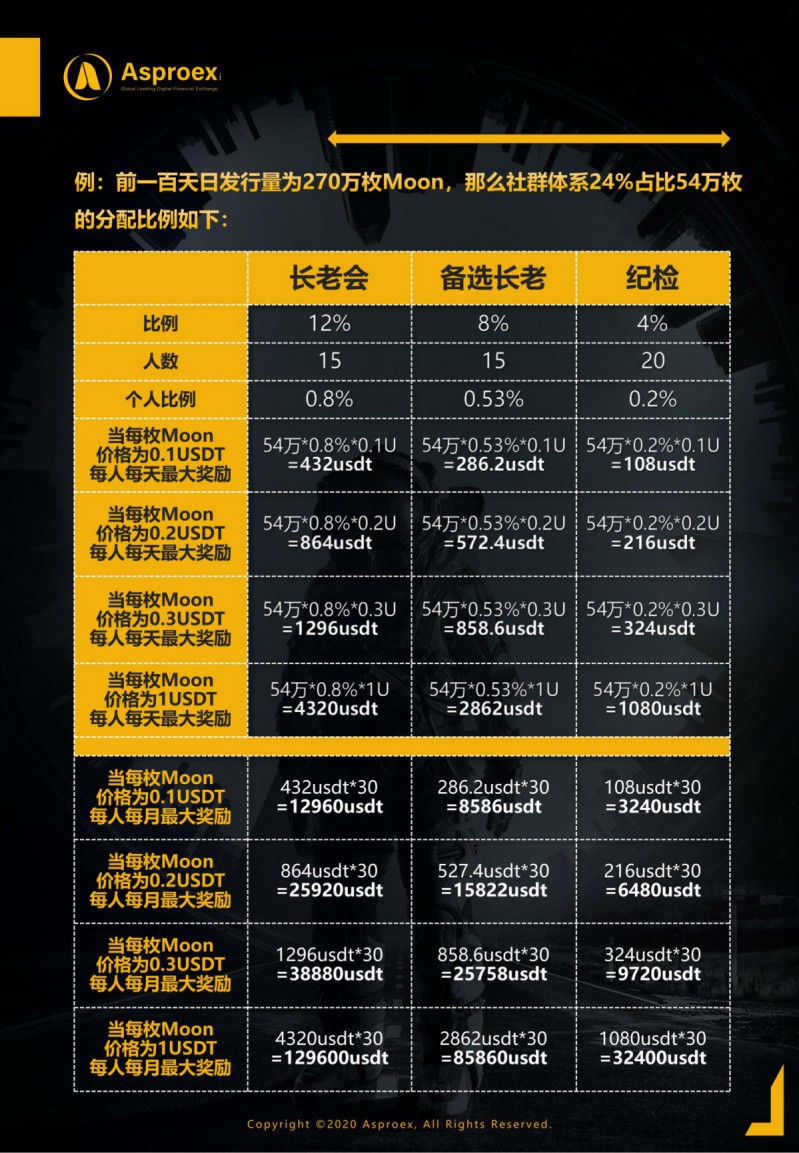 Asproex
Global Leading Digital Financial Exchange
例：前一百天日发行量为270万枚Moon，那么社群体系24%占比54万枚
的分配比例如下：
长老会 备选长老 纪检
比例 12% 8% 4%
人数 15 15 20
个人比例 0.8% 0.53% 0.2%
当每枚Moon
价格为0.1USDT
每人每天最大奖励
54万*0.8%*0.1U 54万*0.53%*0.1U 54万*0.2%*0.1U
=432usdt =286.2usdt =108usdt
当每枚Moon
价格为0.2USDT
每人每天最大奖励
54万*0.8%*0.2U 54万*0.53%*0.2U 54万*0.2%*0.2U
=864usdt =572.4usdt =216usdt
当每枚Moon
价格为0.3USDT
每人每天最大奖励
54万*0.8%*0.3U 54万*0.53%*0.3U 54万*0.2%*0.3U
=1296usdt =858.6usdt =324usdt
当每枚Moon
价格为1USDT
每人每天最大奖励
54万*0.8%*1U 54万*0.53%*1U 54万*0.2%*1U
=4320usdt =2862usdt =1080usdt
当每枚Moon
价格为0.1USDT
每人每月最大奖励
432usdt*30 286.2usdt*30 108usdt*30
=12960usdt =8586usdt =3240usdt
当每枚Moon
价格为0.2USDT
每人每月最大奖励
864usdt*30 527.4usdt*30 216usdt*30
=25920usdt =15822usdt =6480usdt
当每枚Moon
价格为0.3USDT
每人每月最大奖励
1296usdt*30 858.6usdt*30 324usdt*30
=38880usdt =25758usdt =9720usdt
当每枚Moon
价格为1USDT
每人每月最大奖励
4320usdt*30 2862usdt*30 1080usdt*30
=129600usdt =85860usdt =32400usdt
Copyright ©2020 Asproex, All Rights Reserved.